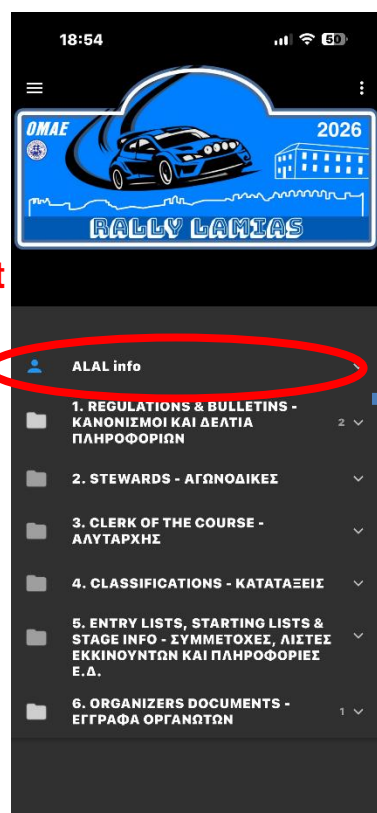 18:54
50
OMAE
2026
RALLY LAMIAS
t
ALAL info
1. REGULATIONS & BULLETINS -
ΚΑΝΟΝΙΣΜΟΙ ΚΑΙ ΔΕΛΤΙΑ
ΠΛΗΡΟΦΟΡΙΩΝ
2
2. STEWARDS - ΑΓΩΝΟΔΙΚΕΣ
3. CLERK OF THE COURSE -
ΑΛΥΤΑΡΧΗΣ
4. CLASSIFICATIONS - ΚΑΤΑΤΑΞΕΙΣ
5. ENTRY LISTS, STARTING LISTS &
STAGE INFO - ΣΥΜΜΕΤΟΧΕΣ, ΛΙΣΤΕΣ
ΕΚΚΙΝΟΥΝΤΩΝ ΚΑΙ ΠΛΗΡΟΦΟΡΙΕΣ
Ε.Δ.
6. ORGANIZERS DOCUMENTS -
ΕΓΓΡΑΦΑ ΟΡΓΑΝΩΤΩΝ
1